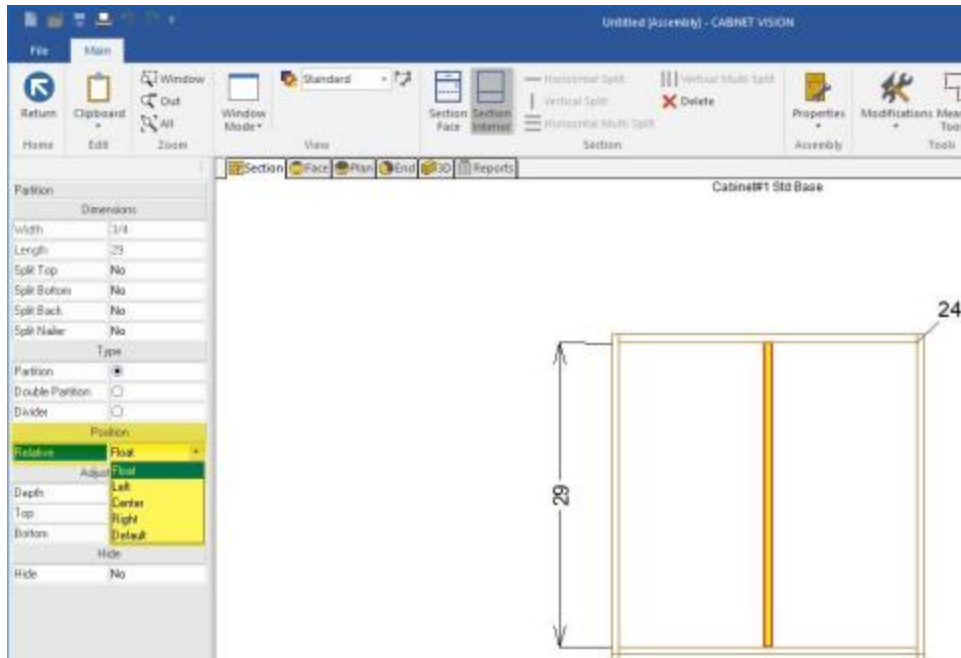 Untitled [Assembly] - CABINET VISION
File Main
Return
Clipboard
Window
Out
All
Window Mode
Standard
Section Face
Section Interior
Horizontal Split
Vertical Split
Horizontal Multi Split
Vertical Multi Split
Delete
Properties
Modifications
Home Edit Zoom View Section Assembly Tools
Section Face Plan End 3D Reports
Cabinet#1 Std Base
Partition
Dimensions
Width 3/4
Length 29
Split Top No
Split Bottom No
Split Back No
Split Nailer No
Type
Partition
Double Partition
Divider
Position
Relative Float
Float
Left
Center
Right
Default
Depth
Top
Bottom
Hide
Hide No
24
29